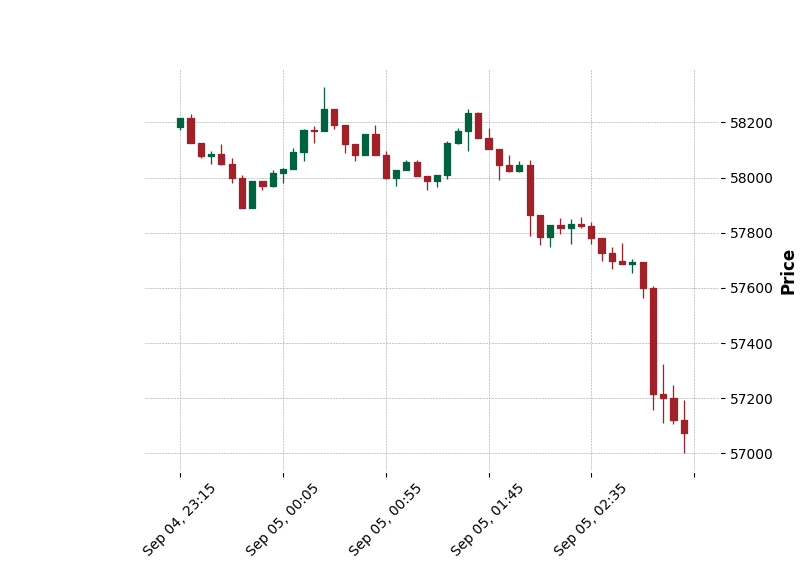 58200
58000
57800
57600
57400
57200
57000
Price
Sep 04, 23:15
Sep 05, 00:05
Sep 05, 00:55
Sep 05, 01:45
Sep 05, 02:35